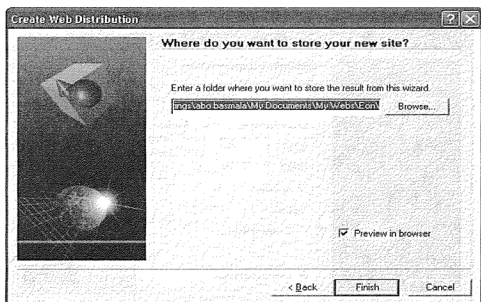 Create Web Distribution
Where do you want to store your new site?
Enter a folder where you want to store the result from this wizard.
ings\abo basmala\My Documents\My Webs\Eon\
Browse...
Preview in browser
< Back
Finish
Cancel